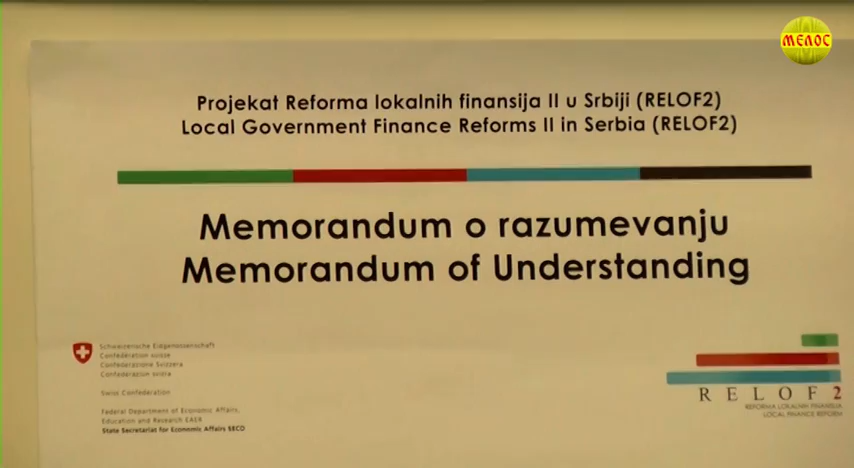 МЕЛОС
Projekat Reforma lokalnih finansija II u Srbiji (RELOF2)
Local Government Finance Reforms II in Serbia (RELOF2)
Memorandum o razumevanju
Memorandum of Understanding
Schweizerische Eidgenossenschaft
Confédération suisse
Confederazione Svizzera
Confederaziun svizra
Swiss Confederation
Federal Department of Economic Affairs,
Education and Research EAER
State Secretariat for Economic Affairs SECO
RELOF2
REFORMA LOKALNIH FINANSIJA
LOCAL FINANCE REFORM